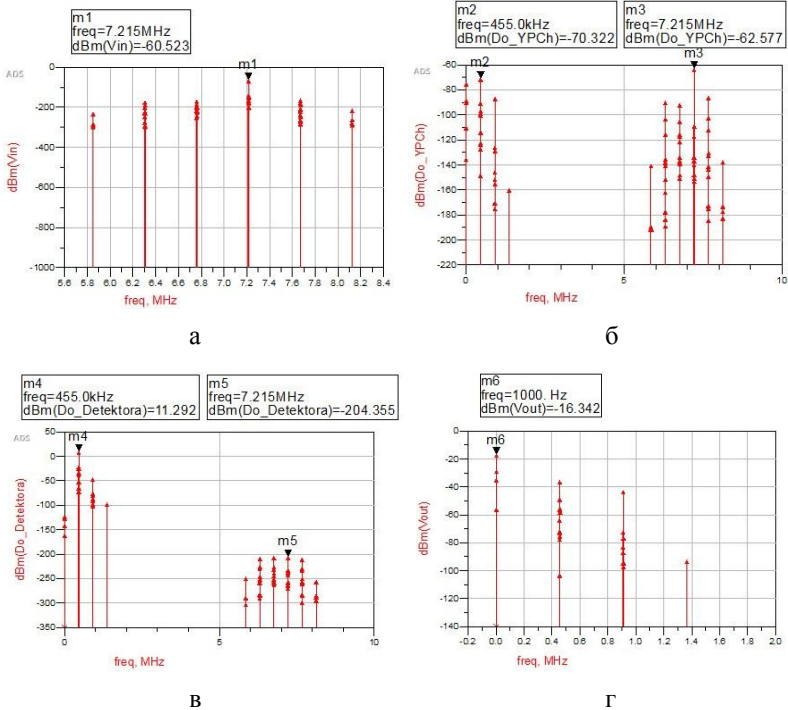 m1
freq=7.215MHz
dBm(Vin)=-60.523
m1
ADS
0
-200
-400
-600
-800
-1000
dBm(Vin)
5.6 5.8 6.0 6.2 6.4 6.6 6.8 7.0 7.2 7.4 7.6 7.8 8.0 8.2 8.4
freq, MHz
а
m2
freq=455.0kHz
dBm(Do_YPCh)=-70.322
m3
freq=7.215MHz
dBm(Do_YPCh)=-62.577
m2
m3
ADS
-60
-80
-100
-120
-140
-160
-180
-200
-220
dBm(Do_YPCh)
0 5 10
freq, MHz
б
m4
freq=455.0kHz
dBm(Do_Detektora)=11.292
m5
freq=7.215MHz
dBm(Do_Detektora)=-204.355
m4
m5
ADS
50
0
-50
-100
-150
-200
-250
-300
-350
dBm(Do_Detektora)
0 5 10
freq, MHz
в
m6
freq=1000. Hz
dBm(Vout)=-16.342
m6
ADS
0
-20
-40
-60
-80
-100
-120
-140
dBm(Vout)
-0.2 0.0 0.2 0.4 0.6 0.8 1.0 1.2 1.4 1.6 1.8 2.0
freq, MHz
г